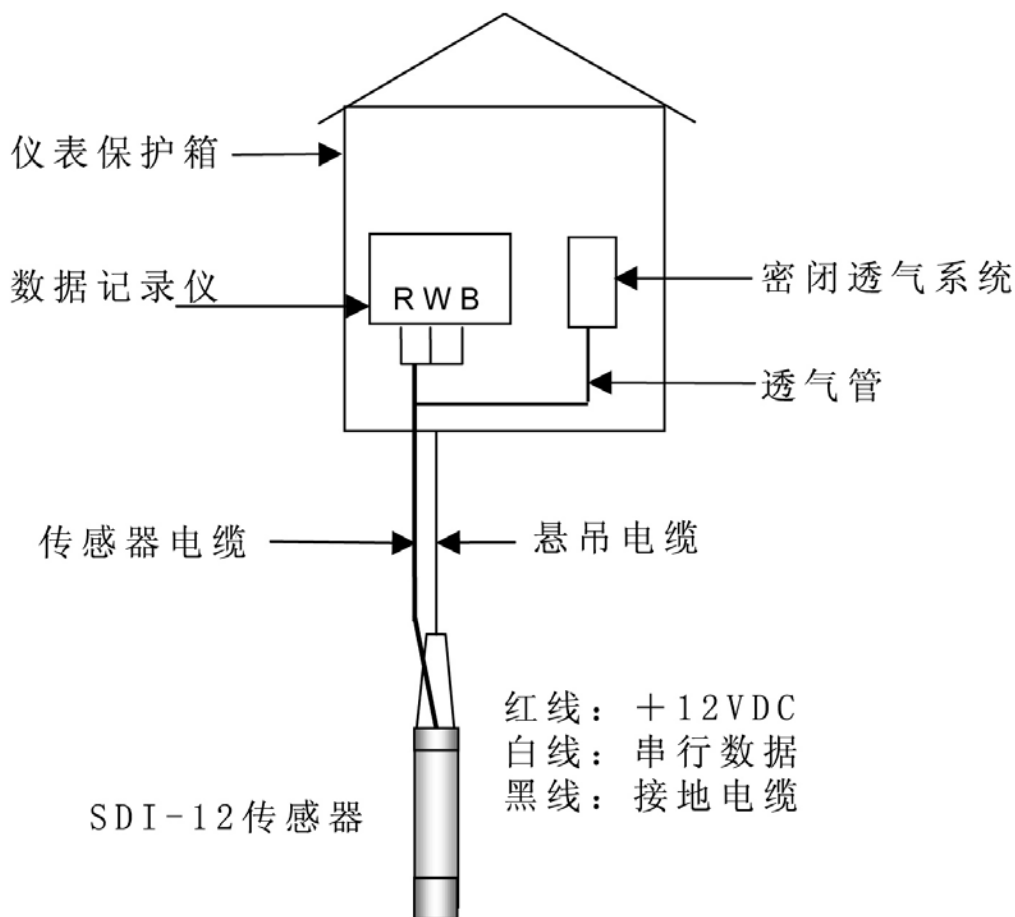 仪表保护箱
数据记录仪
RWB
密闭透气系统
透气管
传感器电缆
悬吊电缆
红线：＋12VDC
白线：串行数据
黑线：接地电缆
SDI-12传感器